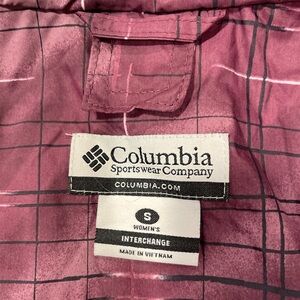 Columbia
Sportswear Company
COLUMBIA.COM
S
WOMEN'S
INTERCHANGE
MADE IN VIETNAM